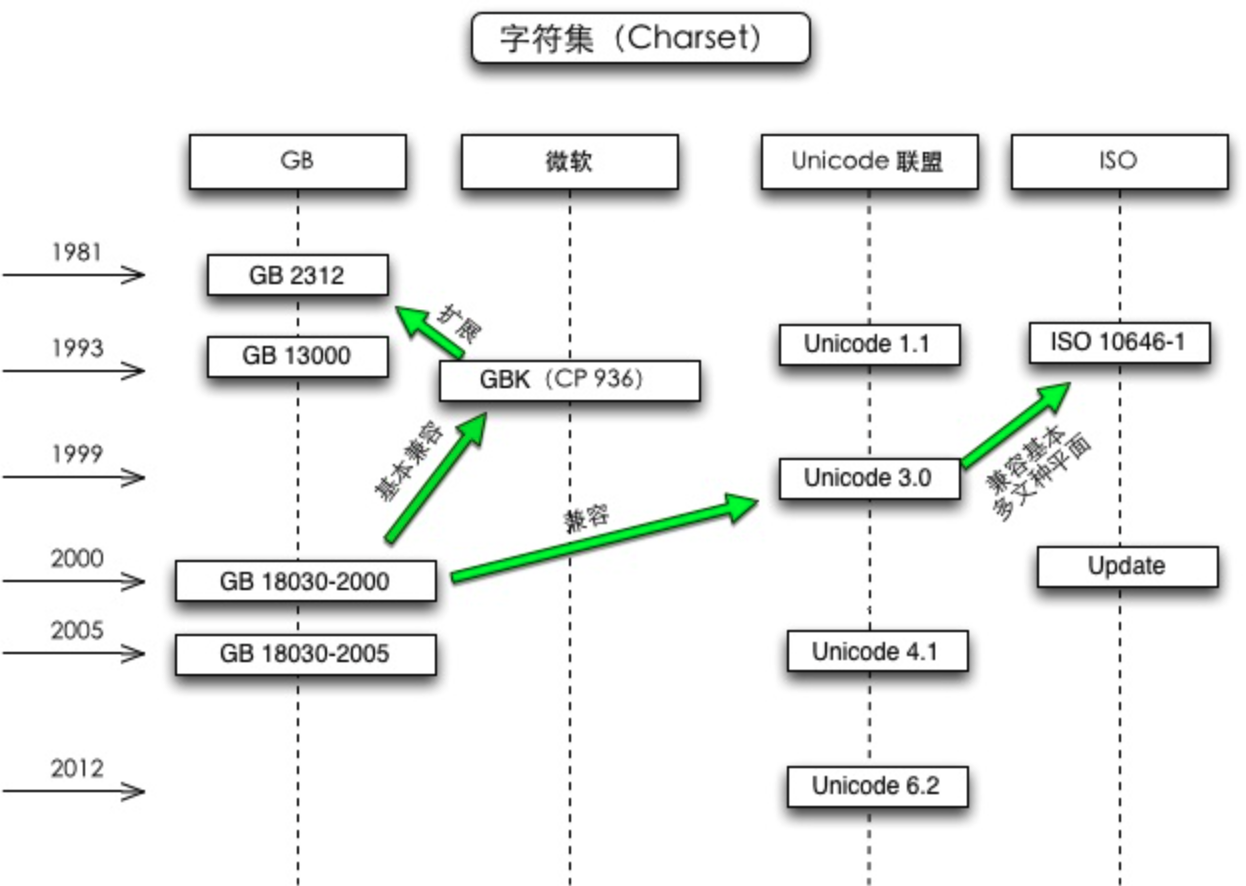 字符集（Charset）
GB
微软
Unicode 联盟
ISO
1981
GB 2312
扩展
1993
GB 13000
GBK（CP 936）
Unicode 1.1
ISO 10646-1
基本兼容
1999
Unicode 3.0
兼容基本
多文种平面
兼容
2000
GB 18030-2000
Update
2005
GB 18030-2005
Unicode 4.1
2012
Unicode 6.2